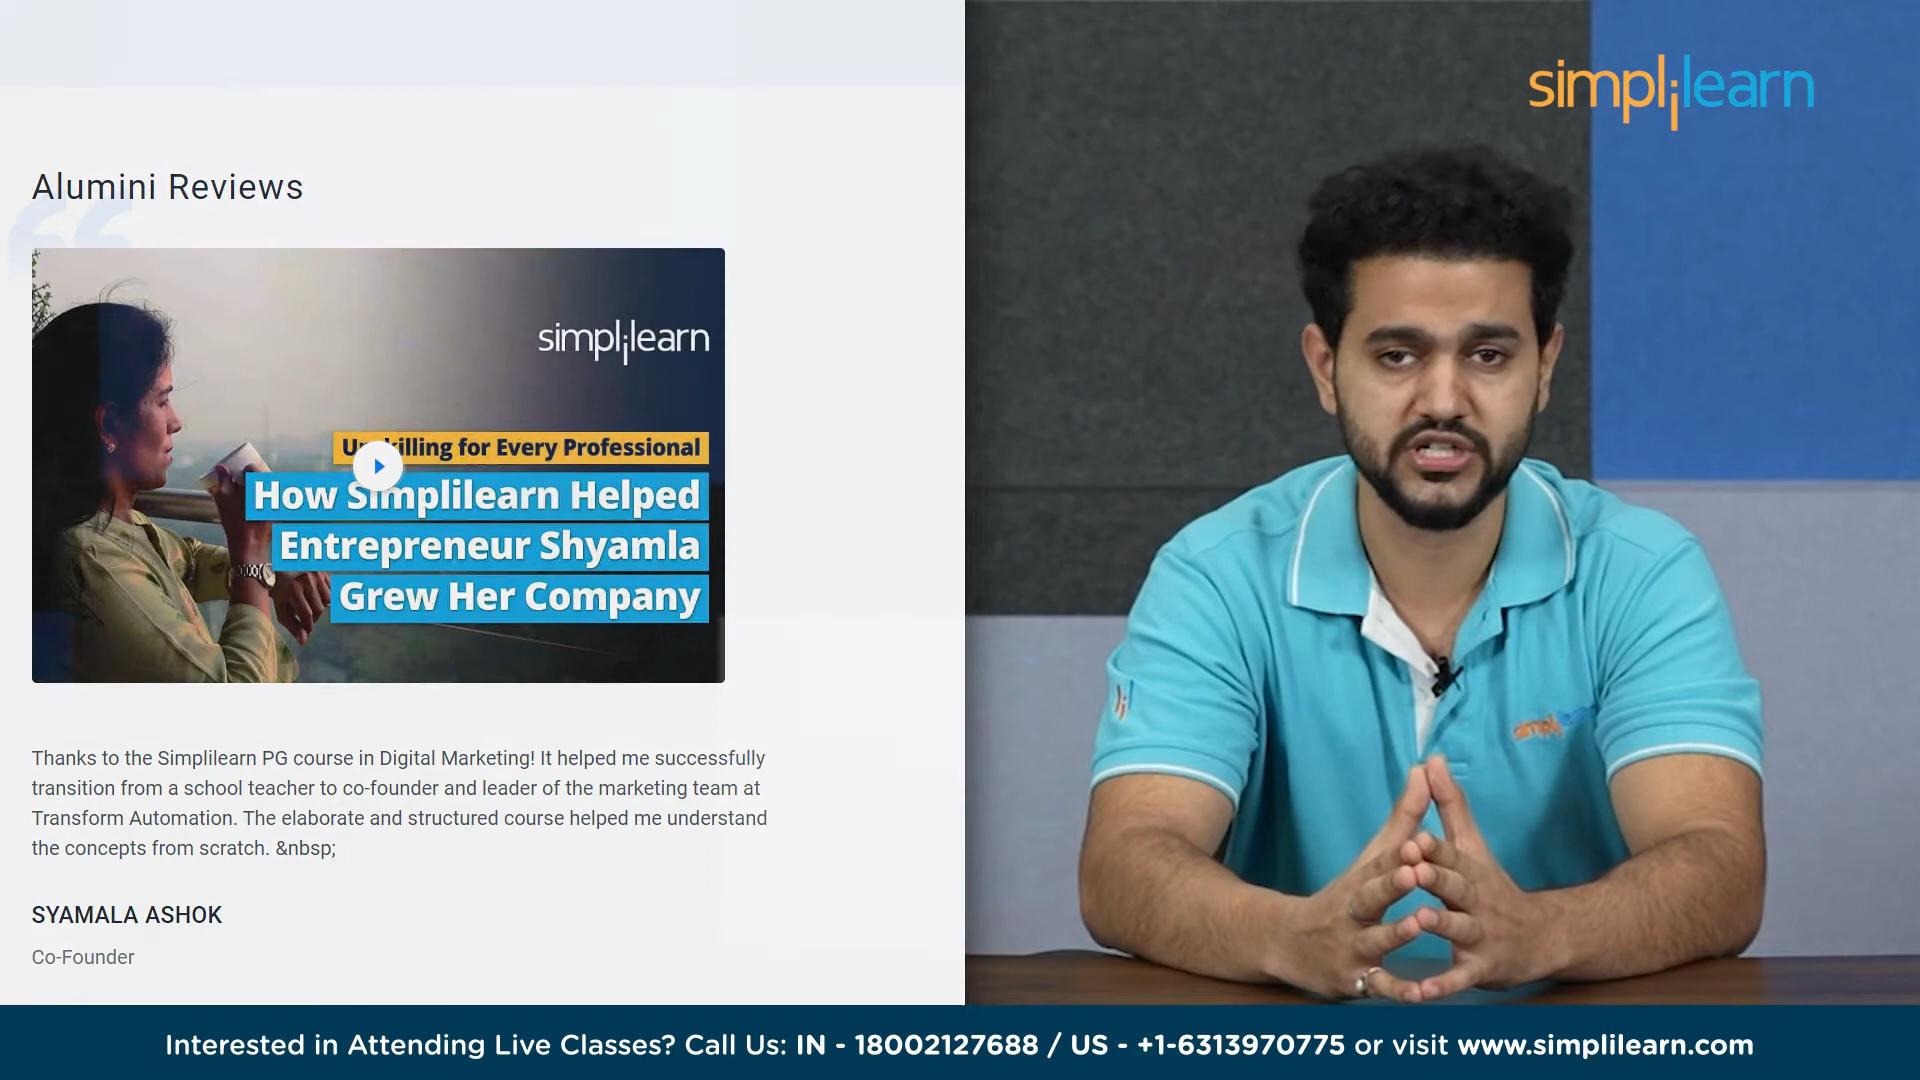 Alumini Reviews
simplilearn
Upskilling for Every Professional
How Simplilearn Helped
Entrepreneur Shyamla
Grew Her Company
Thanks to the Simplilearn PG course in Digital Marketing! It helped me successfully
transition from a school teacher to co-founder and leader of the marketing team at
Transform Automation. The elaborate and structured course helped me understand
the concepts from scratch. &nbsp;
SYAMALA ASHOK
Co-Founder
simplilearn
simplilearn
Interested in Attending Live Classes? Call Us: IN - 18002127688 / US - +1-6313970775 or visit www.simplilearn.com